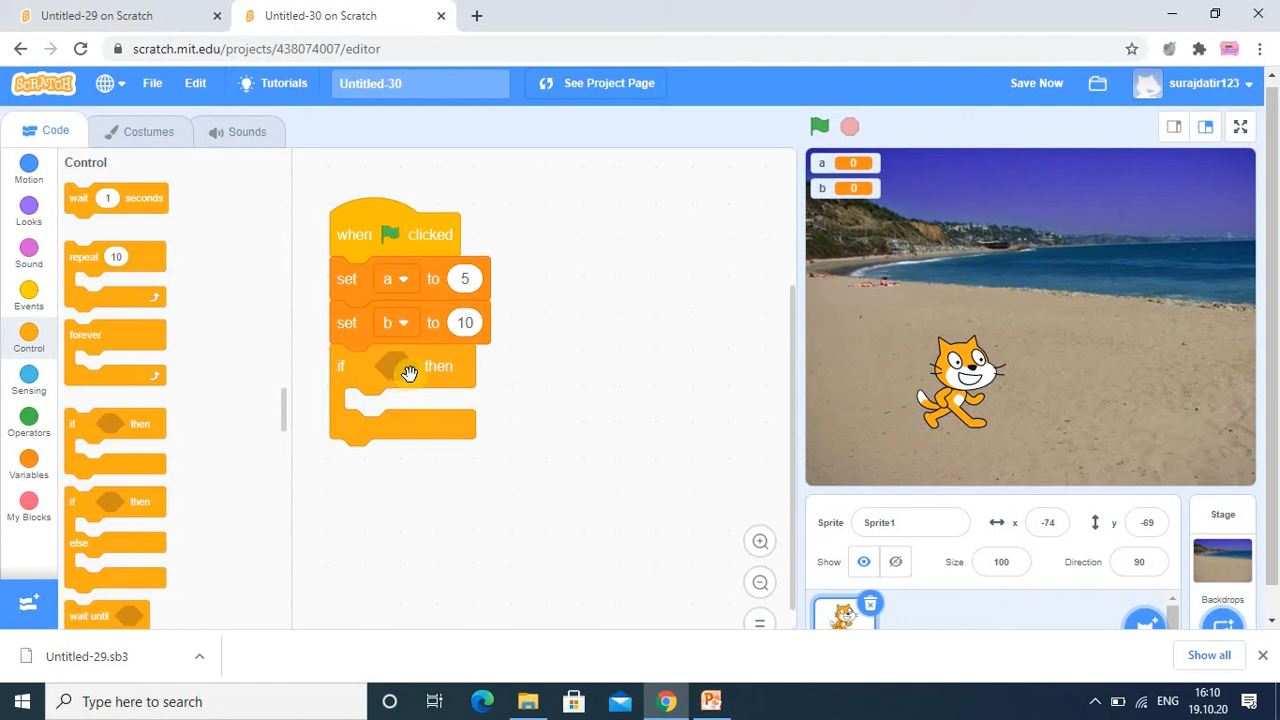 Untitled-29 on Scratch
Untitled-30 on Scratch
scratch.mit.edu/projects/438074007/editor
SCRATCH
File
Edit
Tutorials
Untitled-30
See Project Page
Save Now
surajdatir123
Code
Costumes
Sounds
Motion
Looks
Sound
Events
Control
Sensing
Operators
Variables
My Blocks
Control
wait 1 seconds
repeat 10
forever
if then
if then
else
wait until
when clicked
set a to 5
set b to 10
if then
a 0
b 0
Sprite Sprite1
x -74
y -69
Show
Size 100
Direction 90
Stage
Backdrops
Untitled-29.sb3
Show all
Type here to search
ENG
16:10
19.10.20